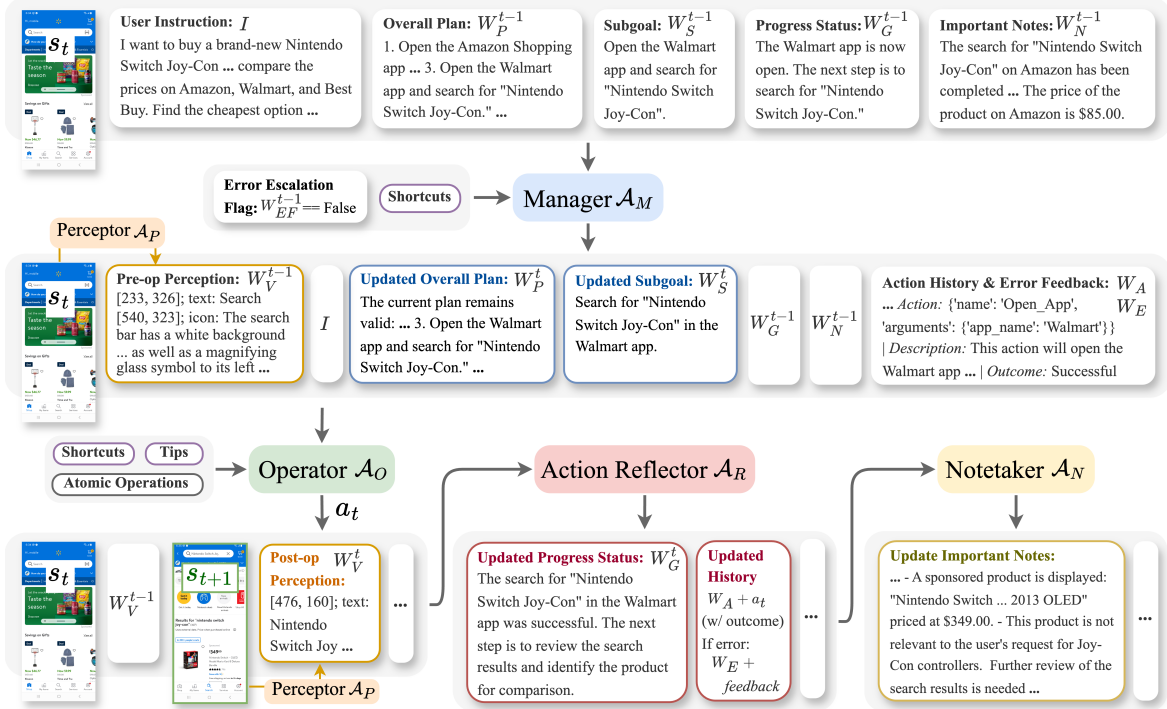 User Instruction: I
I want to buy a brand-new Nintendo
Switch Joy-Con ... compare the
prices on Amazon, Walmart, and Best
Buy. Find the cheapest option ...
Overall Plan: W_P^{t-1}
1. Open the Amazon Shopping
app ... 3. Open the Walmart
app and search for "Nintendo
Switch Joy-Con." ...
Subgoal: W_S^{t-1}
Open the Walmart
app and search for
"Nintendo Switch
Joy-Con".
Progress Status: W_G^{t-1}
The Walmart app is now
open. The next step is to
search for "Nintendo
Switch Joy-Con."
Important Notes: W_N^{t-1}
The search for "Nintendo Switch
Joy-Con" on Amazon has been
completed ... The price of the
product on Amazon is $85.00.
s_t
Taste the
season
Error Escalation
Flag: W_{EF}^{t-1} == False
Shortcuts
Manager A_M
Perceptor A_P
s_t
Taste the
season
Pre-op Perception: W_V^{t-1}
[233, 326]; text: Search
[540, 323]; icon: The search
bar has a white background
... as well as a magnifying
glass symbol to its left ...
I
Updated Overall Plan: W_P^t
The current plan remains
valid: ... 3. Open the Walmart
app and search for "Nintendo
Switch Joy-Con." ...
Updated Subgoal: W_S^t
Search for "Nintendo
Switch Joy-Con" in the
Walmart app.
W_G^{t-1}
W_N^{t-1}
Action History & Error Feedback: W_A
W_E
... Action: {'name': 'Open_App',
'arguments': {'app_name': 'Walmart'}}
| Description: This action will open the
Walmart app ... | Outcome: Successful
Shortcuts
Tips
Atomic Operations
Operator A_O
a_t
Action Reflector A_R
Notetaker A_N
s_t
Taste the
season
W_V^{t-1}
s_{t+1}
Post-op
Perception: W_V^t
[476, 160]; text:
Nintendo
Switch Joy ...
Perceptor A_P
...
Updated Progress Status: W_G^t
The search for "Nintendo
Switch Joy-Con" in the Walmart
app was successful. The next
step is to review the search
results and identify the product
for comparison.
Updated
History
W_A + a_t
(w/ outcome)
If error:
W_E +
feedback
...
Update Important Notes:
... - A sponsored product is displayed:
"Nintendo Switch ... 2013 OLED"
priced at $349.00. - This product is not
relevant to the user's request for Joy-
Con controllers. Further review of the
search results is needed ...
...